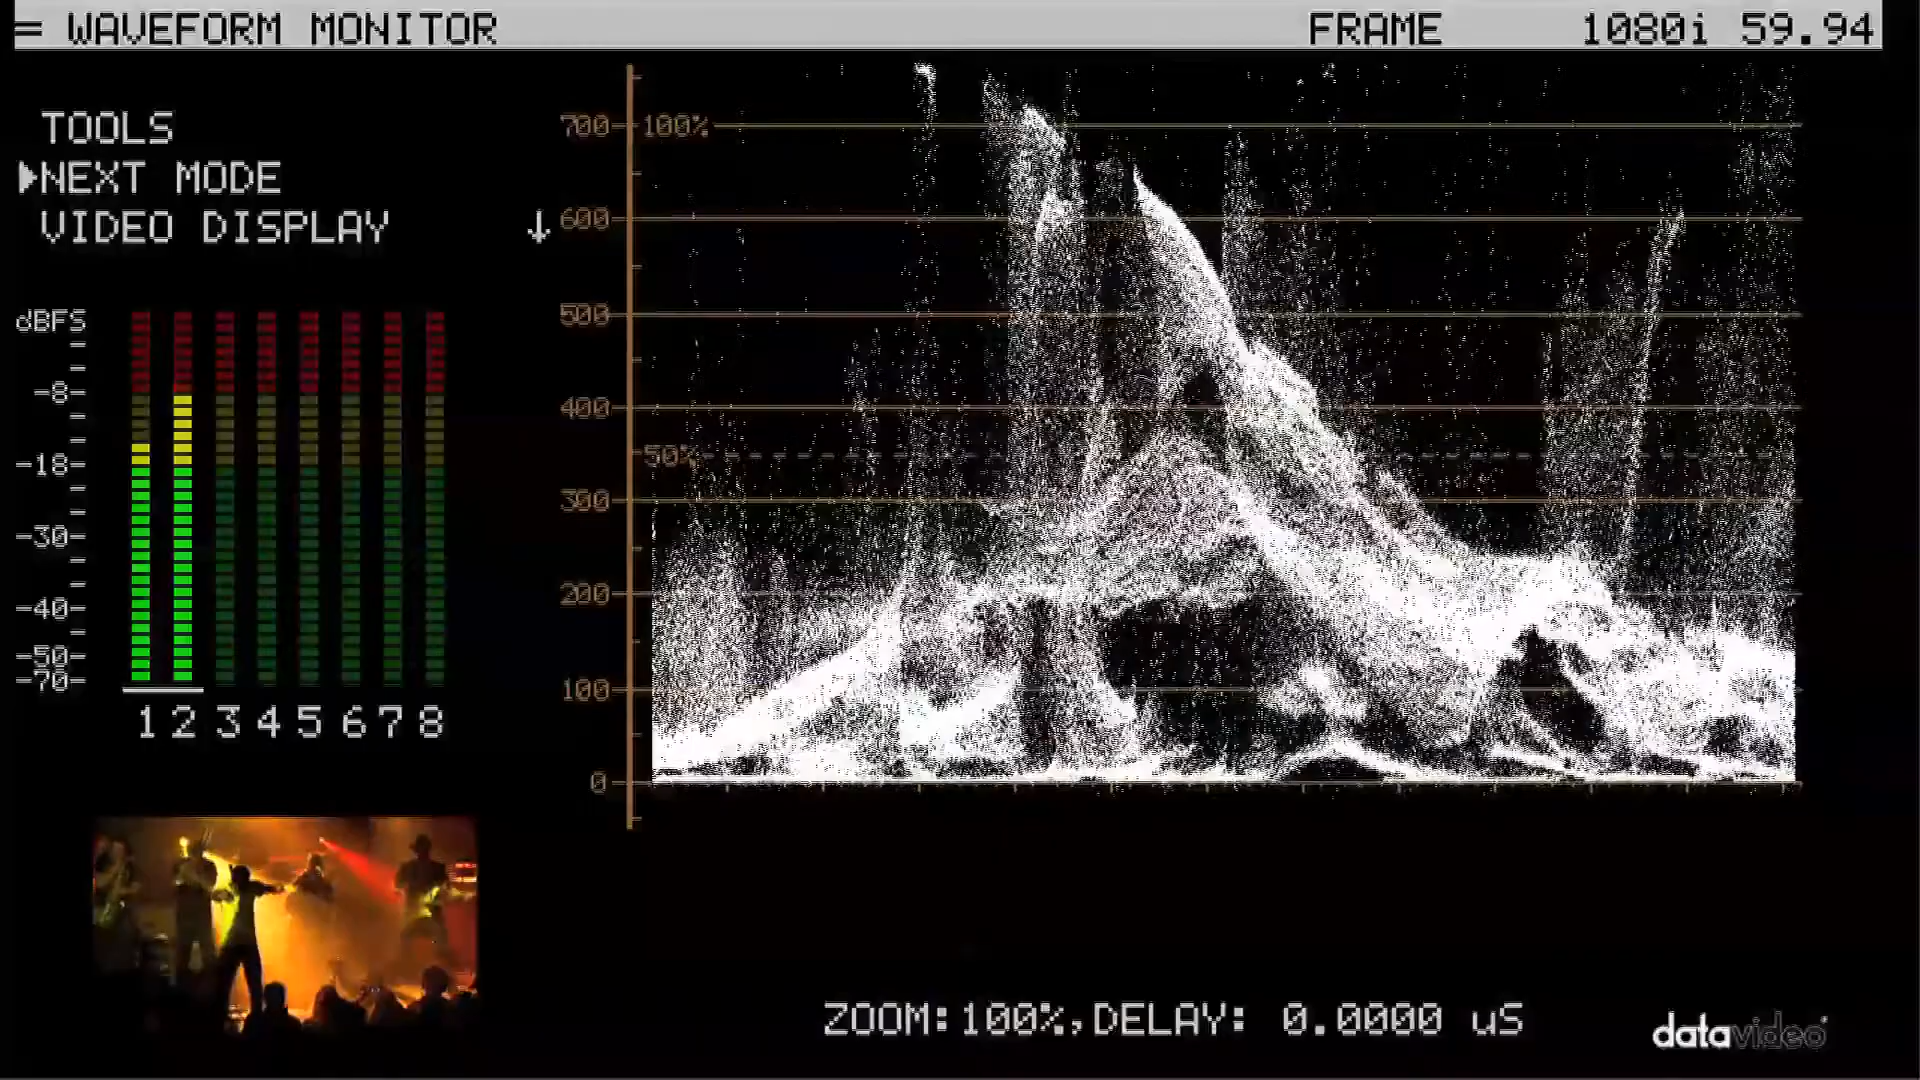 = WAVEFORM MONITOR FRAME 1080i 59.94
TOOLS
NEXT MODE
VIDEO DISPLAY ↓
dBFS
-8-
-18-
-30-
-40-
-50-
-70-
1 2 3 4 5 6 7 8
700 100%
600
500
400
50%
300
200
100
0
ZOOM:100%,DELAY: 0.0000 uS
datavideo